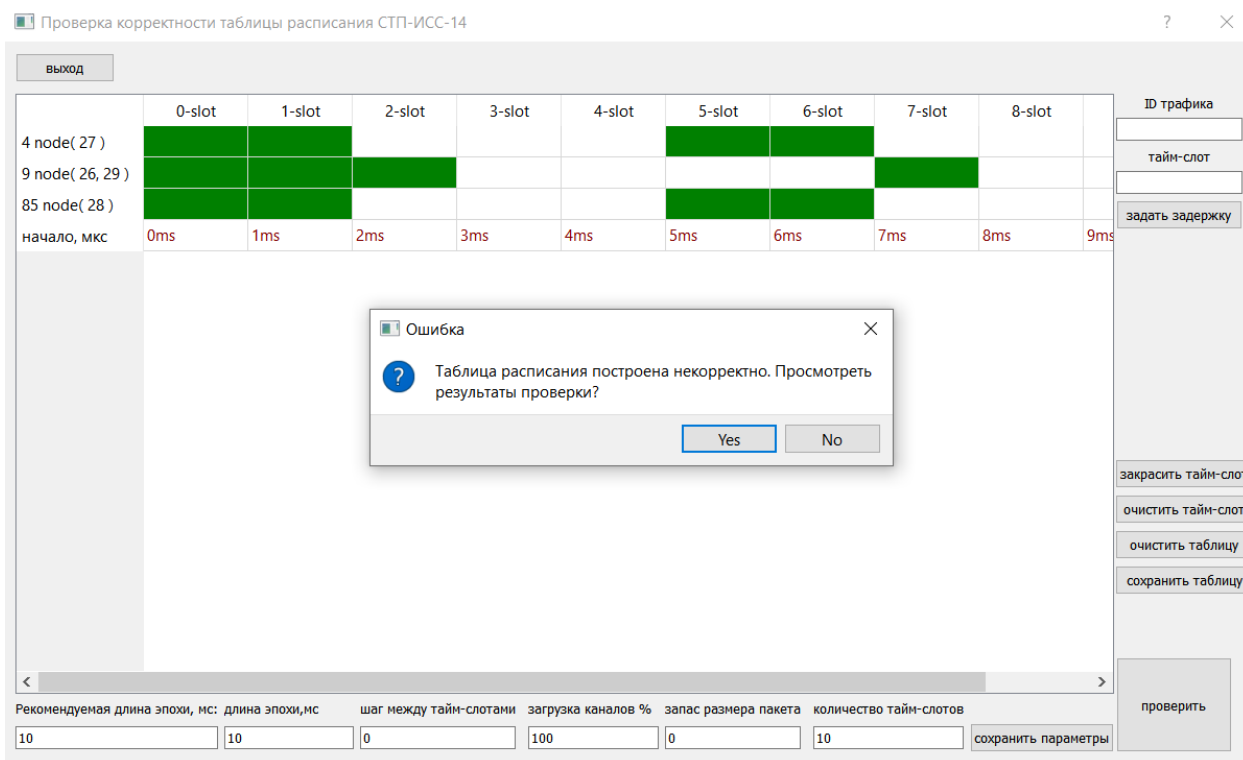 Проверка корректности таблицы расписания СТП-ИСС-14
выход
0-slot 1-slot 2-slot 3-slot 4-slot 5-slot 6-slot 7-slot 8-slot
4 node( 27 )
9 node( 26, 29 )
85 node( 28 )
начало, мкс 0ms 1ms 2ms 3ms 4ms 5ms 6ms 7ms 8ms 9ms
ID трафика
тайм-слот
задать задержку
Ошибка
Таблица расписания построена некорректно. Просмотреть
результаты проверки?
Yes No
закрасить тайм-слот
очистить тайм-слот
очистить таблицу
сохранить таблицу
проверить
Рекомендуемая длина эпохи, мс: длина эпохи,мс шаг между тайм-слотами загрузка каналов % запас размера пакета количество тайм-слотов
10 10 0 100 0 10 сохранить параметры